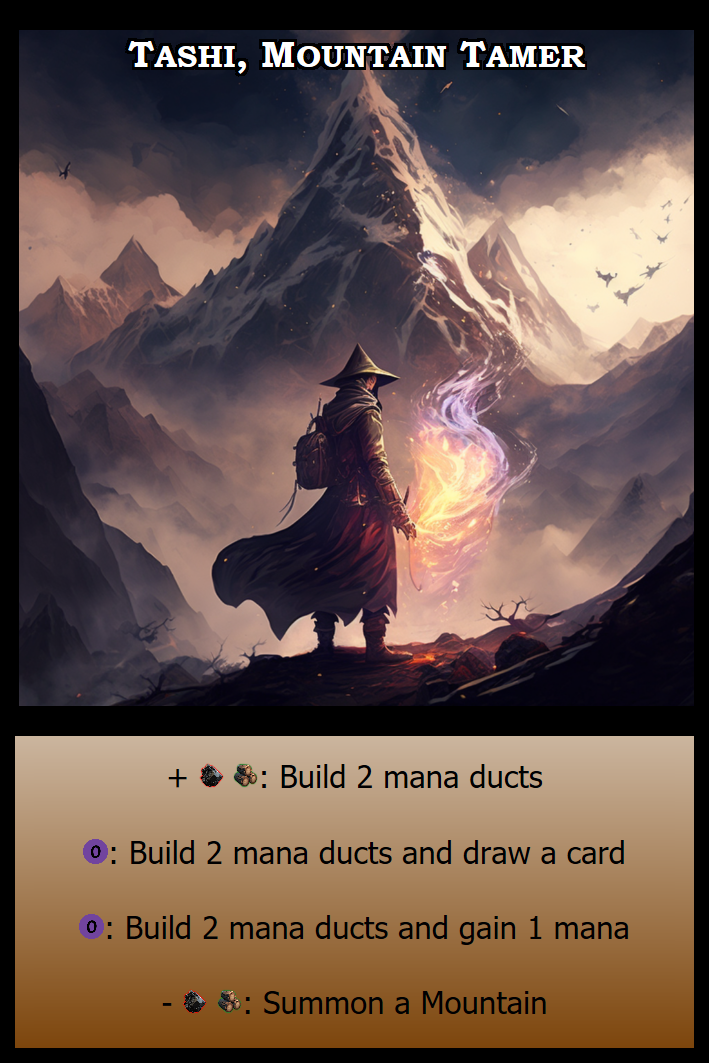 Tashi, Mountain Tamer
+ : Build 2 mana ducts
0: Build 2 mana ducts and draw a card
0: Build 2 mana ducts and gain 1 mana
- : Summon a Mountain